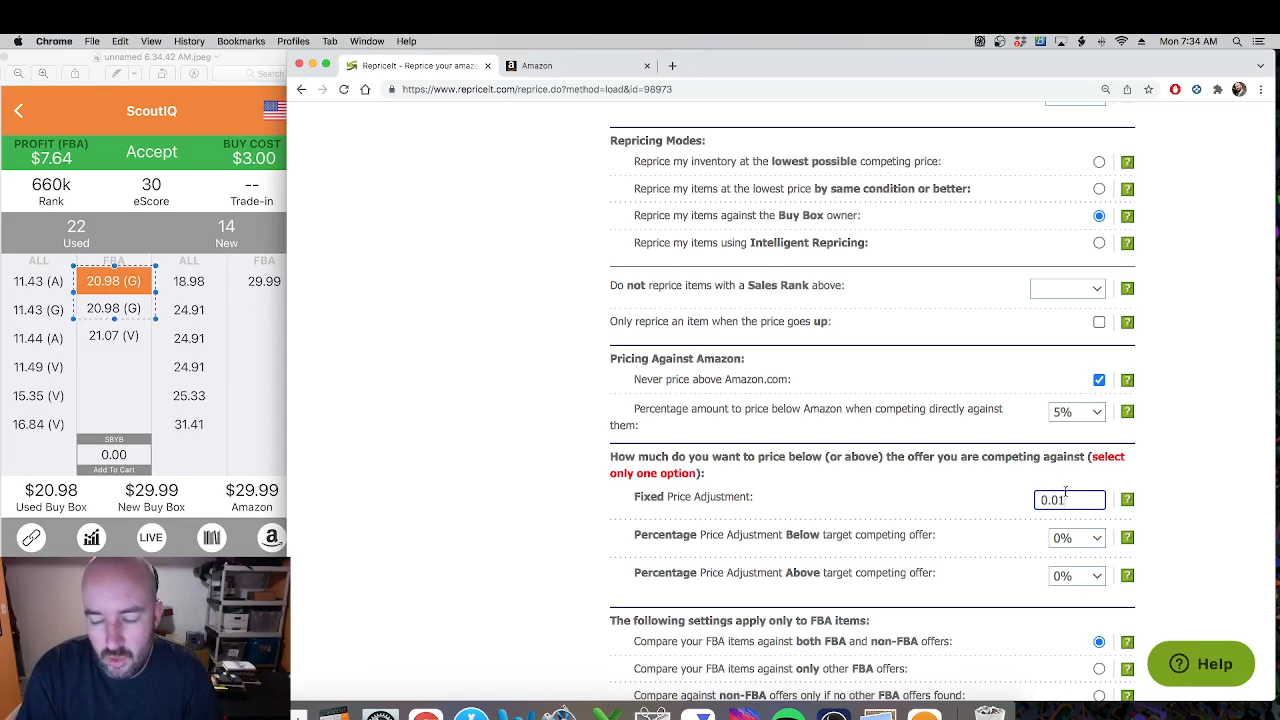 Chrome File Edit View History Bookmarks Profiles Tab Window Help Mon 7:34 AM
unnamed 6.34.42 AM.jpeg
Search
RepriceIt - Reprice your amazo
Amazon
https://www.repriceit.com/reprice.do?method=load&id=98973
ScoutIQ
PROFIT (FBA) BUY COST
$7.64 Accept $3.00
660k 30 --
Rank eScore Trade-in
22 14
Used New
ALL FBA ALL FBA
11.43 (A) 20.98 (G) 18.98 29.99
11.43 (G) 20.98 (G) 24.91
11.44 (A) 21.07 (V) 24.91
11.49 (V) 24.91
15.35 (V) 25.33
16.84 (V) 31.41
SBYB
0.00
Add To Cart
$20.98 $29.99 $29.99
Used Buy Box New Buy Box Amazon
LIVE
Repricing Modes:
Reprice my inventory at the lowest possible competing price: ?
Reprice my items at the lowest price by same condition or better: ?
Reprice my items against the Buy Box owner: ?
Reprice my items using Intelligent Repricing: ?
Do not reprice items with a Sales Rank above: ?
Only reprice an item when the price goes up: ?
Pricing Against Amazon:
Never price above Amazon.com: ?
Percentage amount to price below Amazon when competing directly against 5% ?
them:
How much do you want to price below (or above) the offer you are competing against (select
only one option):
Fixed Price Adjustment: 0.01 ?
Percentage Price Adjustment Below target competing offer: 0% ?
Percentage Price Adjustment Above target competing offer: 0% ?
The following settings apply only to FBA items:
Compare your FBA items against both FBA and non-FBA offers: ?
Compare your FBA items against only other FBA offers: ?
Compare against non-FBA offers only if no other FBA offers found: ?
? Help